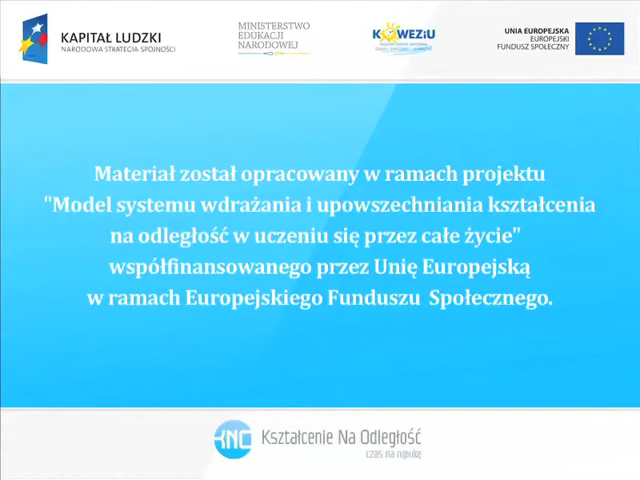 KAPITAŁ LUDZKI
NARODOWA STRATEGIA SPÓJNOŚCI
MINISTERSTWO
EDUKACJI
NARODOWEJ
KOWEZiU
UNIA EUROPEJSKA
EUROPEJSKI
FUNDUSZ SPOŁECZNY
Materiał został opracowany w ramach projektu
"Model systemu wdrażania i upowszechniania kształcenia
na odległość w uczeniu się przez całe życie"
współfinansowanego przez Unię Europejską
w ramach Europejskiego Funduszu Społecznego.
KNO Kształcenie Na Odległość
czas na n@ukę